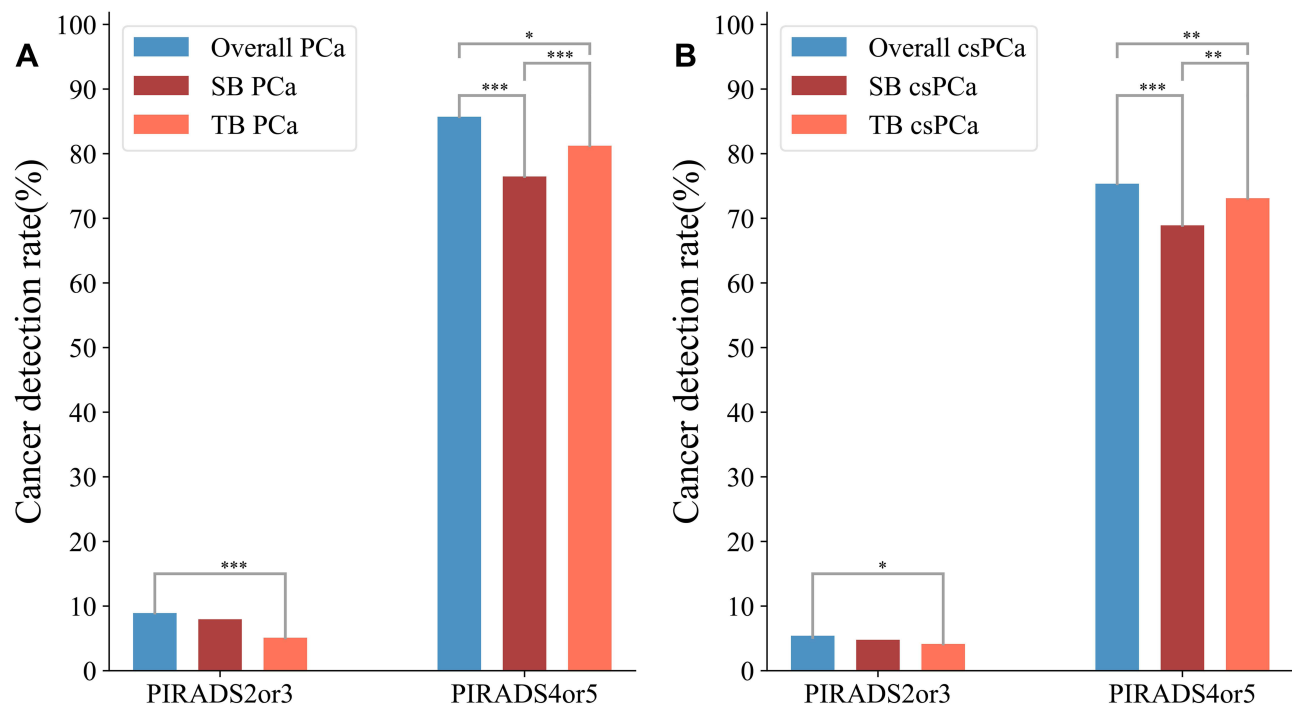 A
Cancer detection rate(%)
100
90
80
70
60
50
40
30
20
10
0
Overall PCa
SB PCa
TB PCa
***
*
***
***
PIRADS2or3
PIRADS4or5
B
Cancer detection rate(%)
100
90
80
70
60
50
40
30
20
10
0
Overall csPCa
SB csPCa
TB csPCa
*
**
**
***
PIRADS2or3
PIRADS4or5